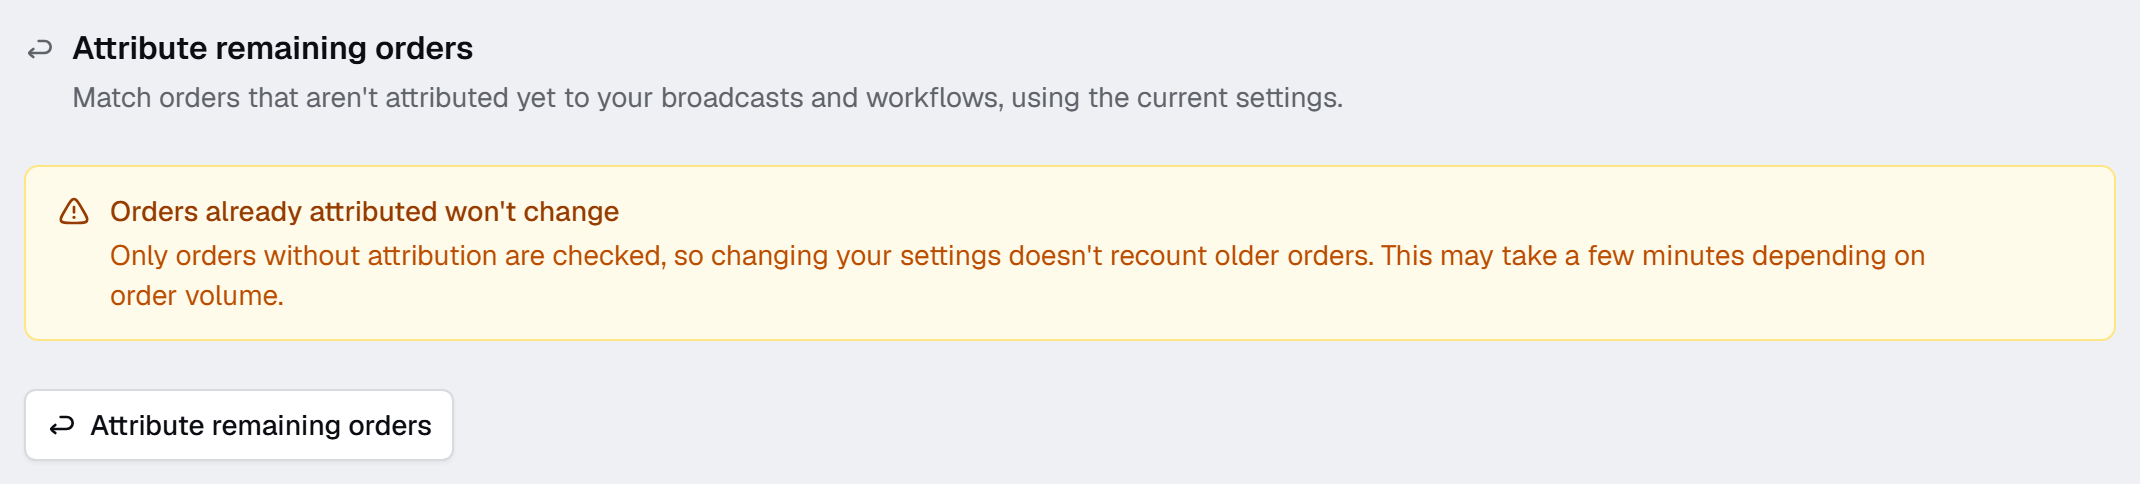 Attribute remaining orders
Match orders that aren't attributed yet to your broadcasts and workflows, using the current settings.
Orders already attributed won't change
Only orders without attribution are checked, so changing your settings doesn't recount older orders. This may take a few minutes depending on
order volume.
Attribute remaining orders